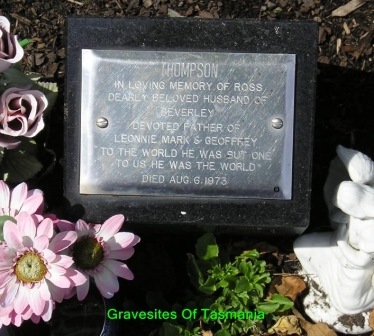 THOMPSON
IN LOVING MEMORY OF ROSS
DEARLY BELOVED HUSBAND OF
BEVERLEY
DEVOTED FATHER OF
LEONNIE MARK & GEOFFREY
"TO THE WORLD HE WAS BUT ONE
TO US HE WAS THE WORLD"
DIED AUG. 6. 1973
Gravesites Of Tasmania